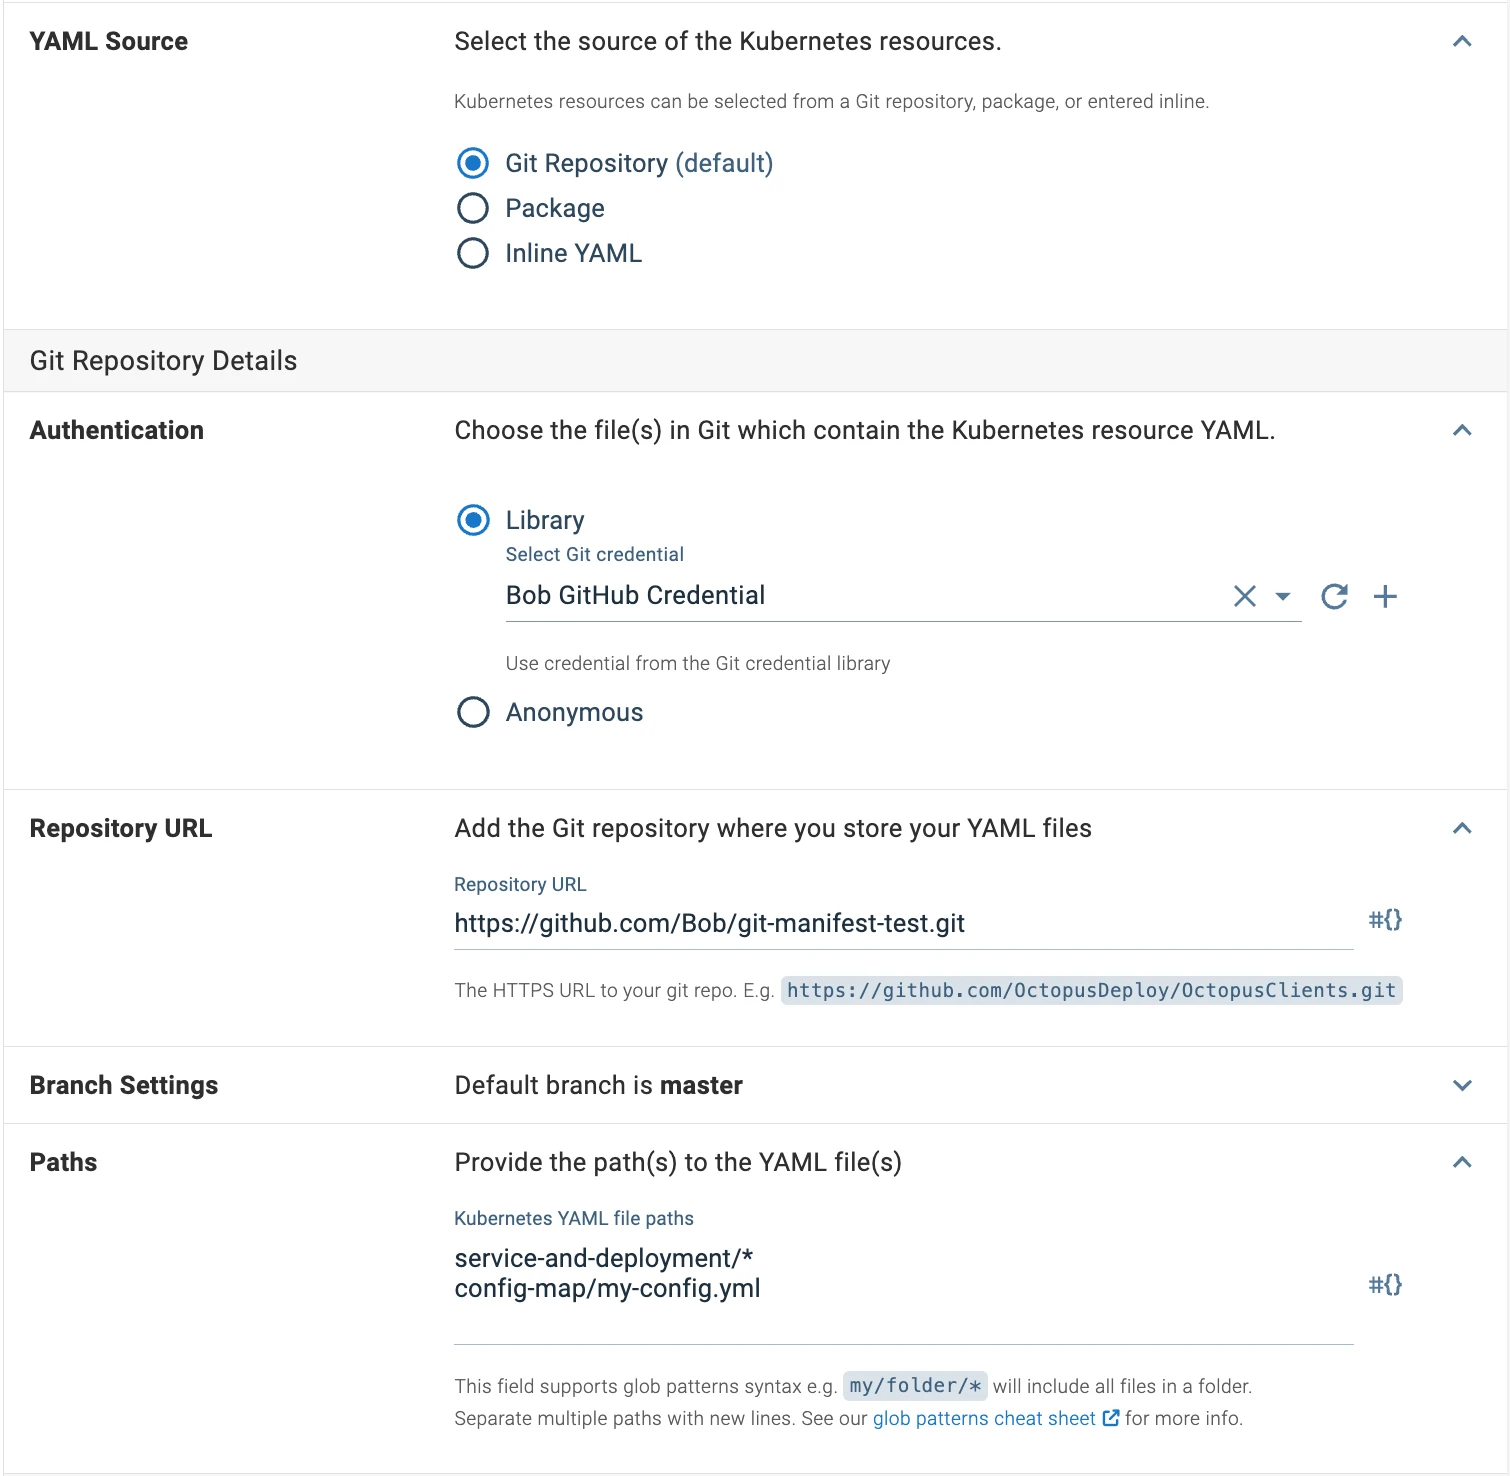 YAML Source
Select the source of the Kubernetes resources.
Kubernetes resources can be selected from a Git repository, package, or entered inline.
Git Repository (default)
Package
Inline YAML
Git Repository Details
Authentication
Choose the file(s) in Git which contain the Kubernetes resource YAML.
Library
Select Git credential
Bob GitHub Credential
Use credential from the Git credential library
Anonymous
Repository URL
Add the Git repository where you store your YAML files
Repository URL
https://github.com/Bob/git-manifest-test.git
#{}
The HTTPS URL to your git repo. E.g. https://github.com/OctopusDeploy/OctopusClients.git
Branch Settings
Default branch is master
Paths
Provide the path(s) to the YAML file(s)
Kubernetes YAML file paths
service-and-deployment/*
config-map/my-config.yml
#{}
This field supports glob patterns syntax e.g. my/folder/* will include all files in a folder.
Separate multiple paths with new lines. See our glob patterns cheat sheet for more info.